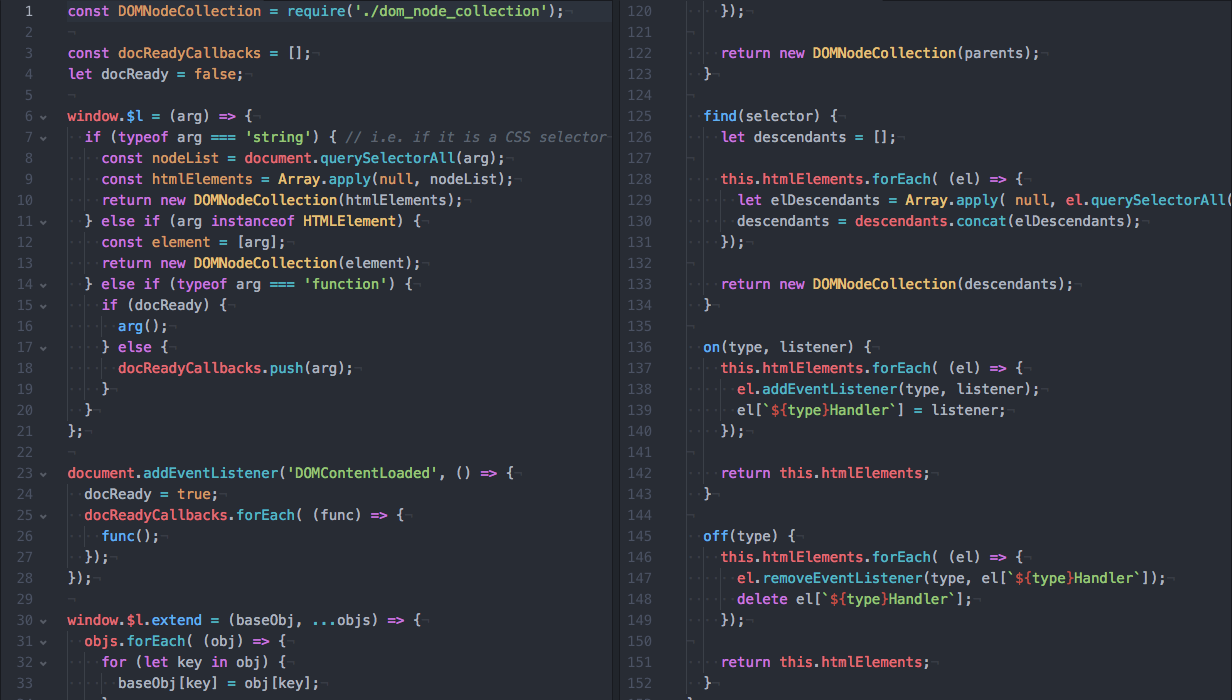 1 const DOMNodeCollection = require('./dom_node_collection');
2
3 const docReadyCallbacks = [];
4 let docReady = false;
5
6 window.$l = (arg) => {
7   if (typeof arg === 'string') { // i.e. if it is a CSS selector
8     const nodeList = document.querySelectorAll(arg);
9     const htmlElements = Array.apply(null, nodeList);
10     return new DOMNodeCollection(htmlElements);
11   } else if (arg instanceof HTMLElement) {
12     const element = [arg];
13     return new DOMNodeCollection(element);
14   } else if (typeof arg === 'function') {
15     if (docReady) {
16       arg();
17     } else {
18       docReadyCallbacks.push(arg);
19     }
20   }
21 };
22
23 document.addEventListener('DOMContentLoaded', () => {
24   docReady = true;
25   docReadyCallbacks.forEach( (func) => {
26     func();
27   });
28 });
29
30 window.$l.extend = (baseObj, ...objs) => {
31   objs.forEach( (obj) => {
32     for (let key in obj) {
33       baseObj[key] = obj[key];
120     });
121
122     return new DOMNodeCollection(parents);
123   }
124
125   find(selector) {
126     let descendants = [];
127
128     this.htmlElements.forEach( (el) => {
129       let elDescendants = Array.apply( null, el.querySelectorAll(
130       descendants = descendants.concat(elDescendants);
131     });
132
133     return new DOMNodeCollection(descendants);
134   }
135
136   on(type, listener) {
137     this.htmlElements.forEach( (el) => {
138       el.addEventListener(type, listener);
139       el[`${type}Handler`] = listener;
140     });
141
142     return this.htmlElements;
143   }
144
145   off(type) {
146     this.htmlElements.forEach( (el) => {
147       el.removeEventListener(type, el[`${type}Handler`]);
148       delete el[`${type}Handler`];
149     });
150
151     return this.htmlElements;
152   }